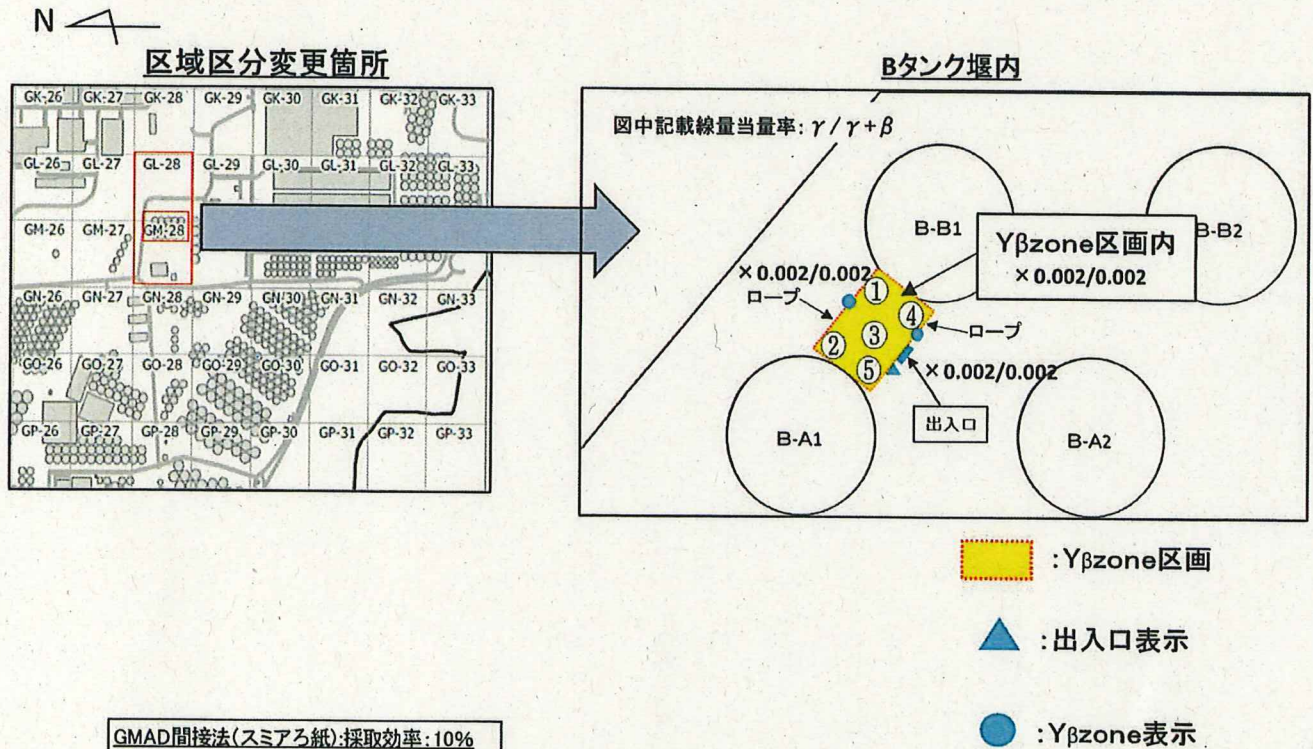 N
区域区分変更箇所
GK-26 GK-27 GK-28 GK-29 GK-30 GK-31 GK-32 GK-33
GL-26 GL-27 GL-28 GL-29 GL-30 GL-31 GL-32 GL-33
GM-26 GM-27 GM-28
GN-26 GN-27 GN-28 GN-29 GN-30 GN-31 GN-32 GN-33
GO-26 GO-27 GO-28 GO-29 GO-30 GO-31 GO-32 GO-33
GP-26 GP-27 GP-28 GP-29 GP-30 GP-31 GP-32 GP-33
Bタンク堰内
図中記載線量当量率:γ/γ+β
B-B1
B-B2
Yβzone区画内
×0.002/0.002
×0.002/0.002
ロープ
① ② ③ ④ ⑤
ロープ
×0.002/0.002
出入口
B-A1
B-A2
:Yβzone区画
:出入口表示
:Yβzone表示
GMAD間接法(スミアろ紙):採取効率:10%